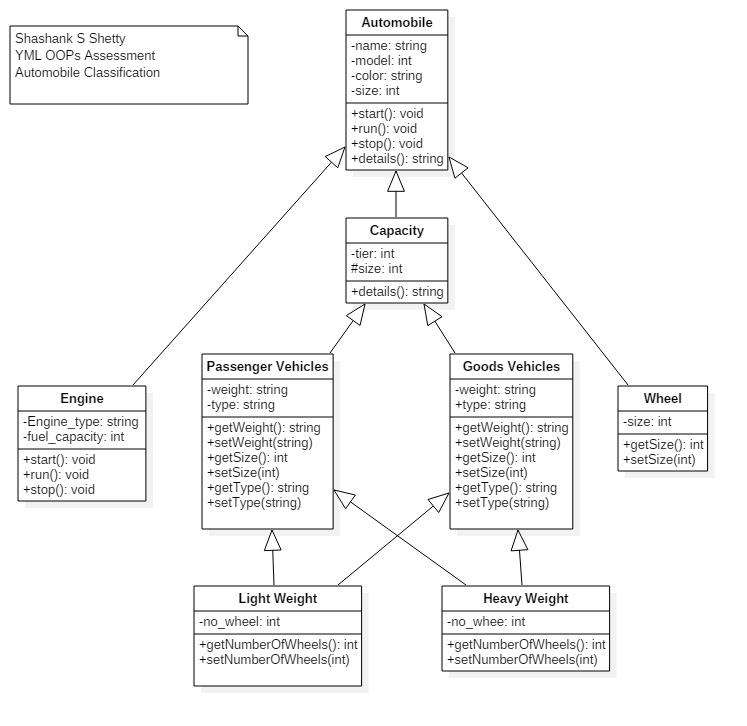 Shashank S Shetty
YML OOPs Assessment
Automobile Classification
Automobile
-name: string
-model: int
-color: string
-size: int
+start(): void
+run(): void
+stop(): void
+details(): string
Capacity
-tier: int
#size: int
+details(): string
Engine
-Engine_type: string
-fuel_capacity: int
+start(): void
+run(): void
+stop(): void
Passenger Vehicles
-weight: string
-type: string
+getWeight(): string
+setWeight(string)
+getSize(): int
+setSize(int)
+getType(): string
+setType(string)
Goods Vehicles
-weight: string
+type: string
+getWeight(): string
+setWeight(string)
+getSize(): int
+setSize(int)
+getType(): string
+setType(string)
Wheel
-size: int
+getSize(): int
+setSize(int)
Light Weight
-no_wheel: int
+getNumberOfWheels(): int
+setNumberOfWheels(int)
Heavy Weight
-no_whee: int
+getNumberOfWheels(): int
+setNumberOfWheels(int)